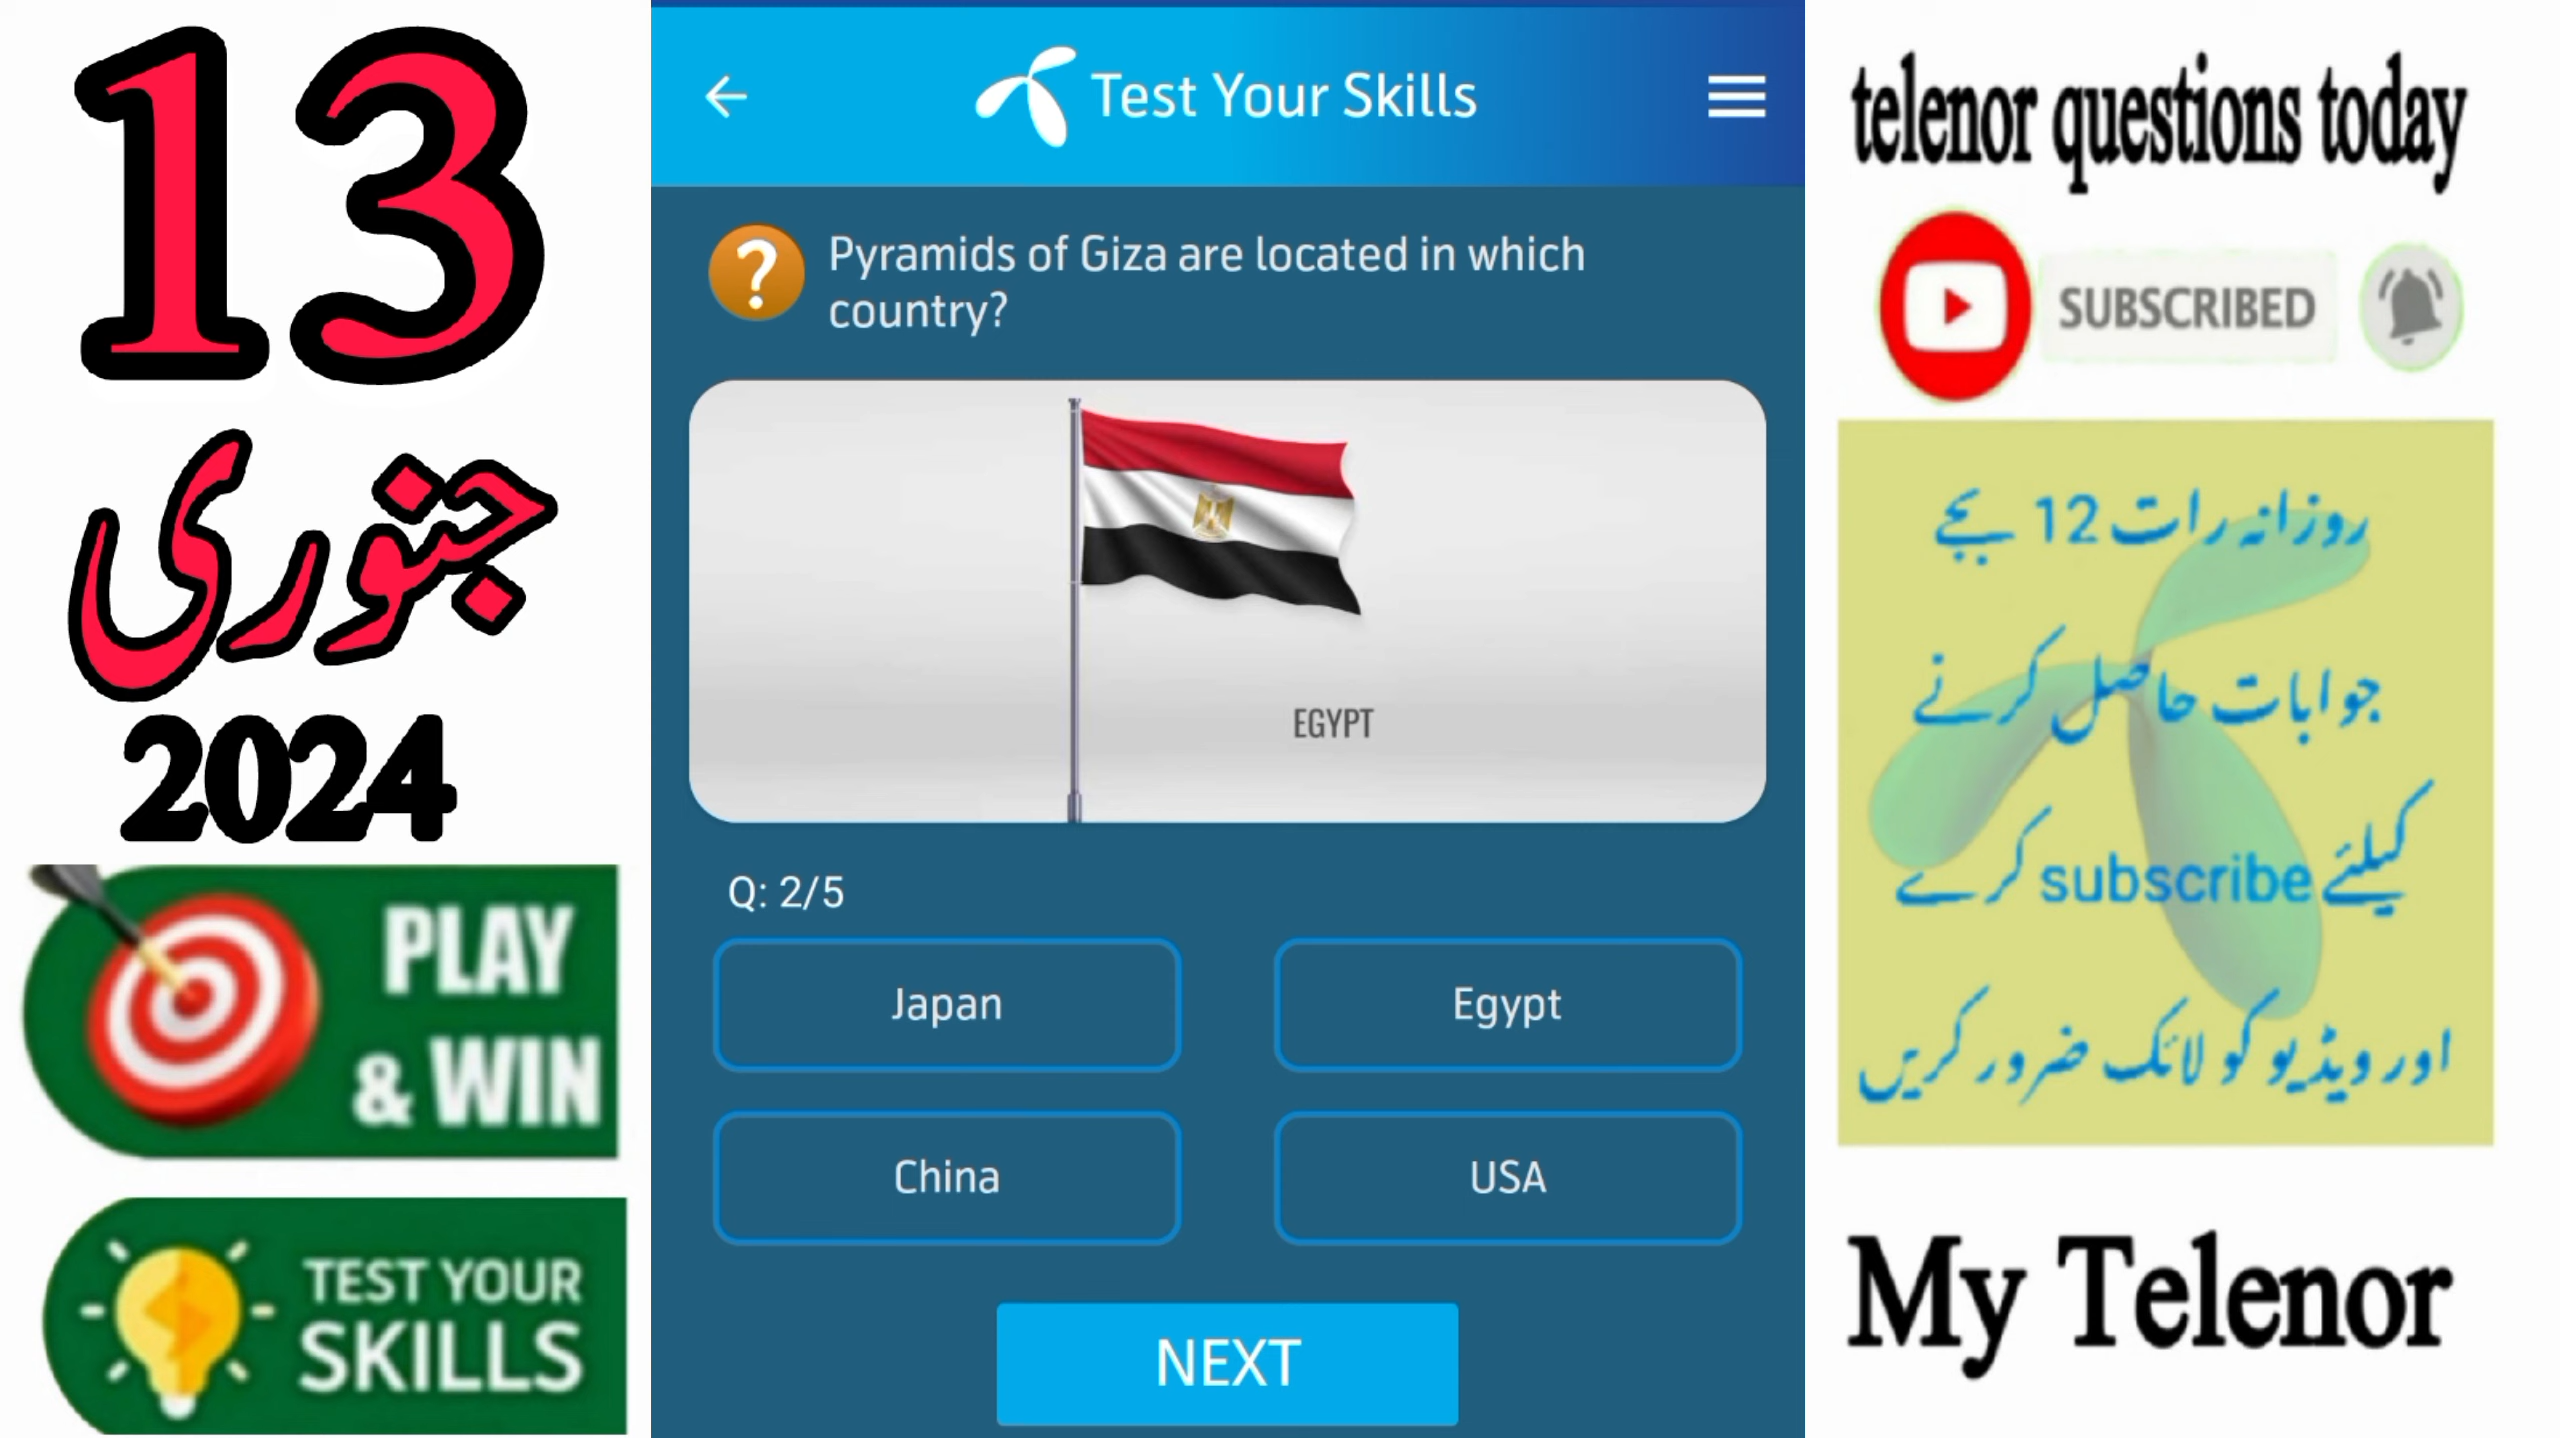 13
جنوری
2024
PLAY
& WIN
TEST YOUR
SKILLS
Test Your Skills
Pyramids of Giza are located in which
country?
EGYPT
Q: 2/5
Japan
Egypt
China
USA
NEXT
telenor questions today
SUBSCRIBED
روزانہ رات 12 بجے
جوابات حاصل کرنے
کیلئے subscribe کرے
اور ویڈیو کو لائک ضرور کریں
My Telenor